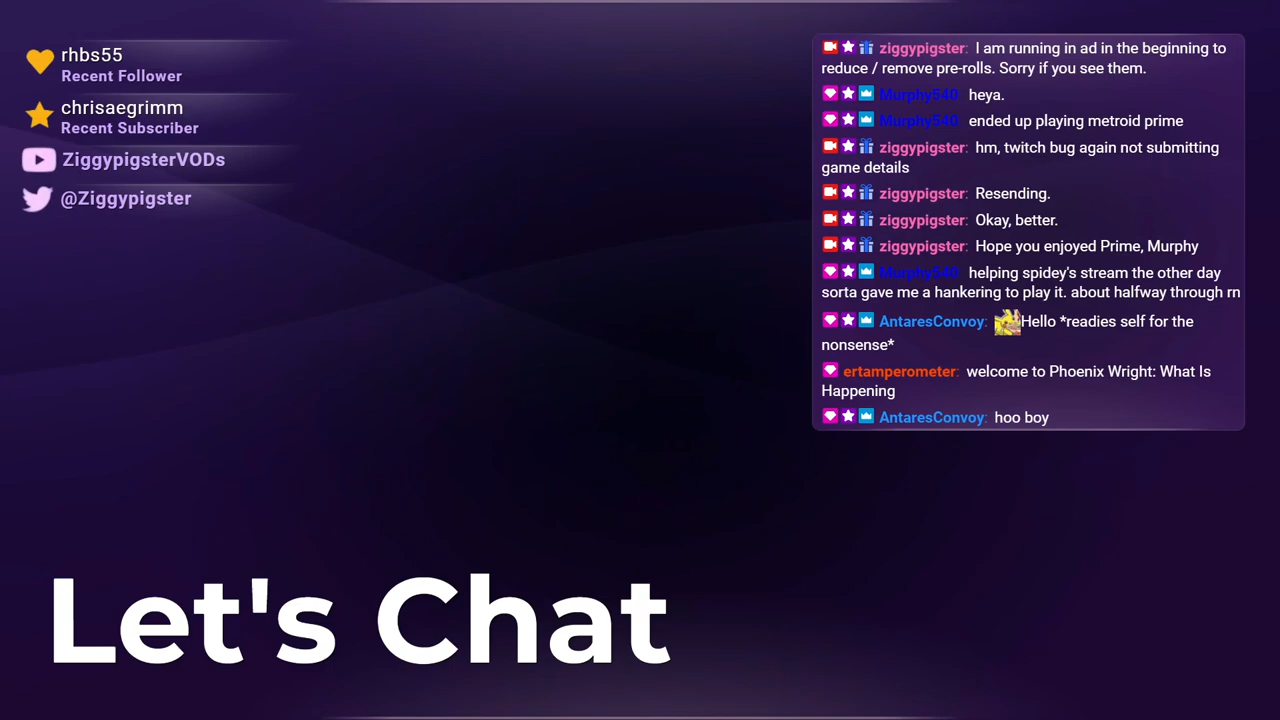 rhbs55
Recent Follower
chrisaegrimm
Recent Subscriber
ZiggypigsterVODs
@Ziggypigster
ziggypigster: I am running in ad in the beginning to
reduce / remove pre-rolls. Sorry if you see them.
Murphy540 heya.
Murphy540 ended up playing metroid prime
ziggypigster: hm, twitch bug again not submitting
game details
ziggypigster: Resending.
ziggypigster: Okay, better.
ziggypigster: Hope you enjoyed Prime, Murphy
Murphy540 helping spidey's stream the other day
sorta gave me a hankering to play it. about halfway through rn
AntaresConvoy: Hello *readies self for the
nonsense*
ertamperometer: welcome to Phoenix Wright: What Is
Happening
AntaresConvoy: hoo boy
Let's Chat